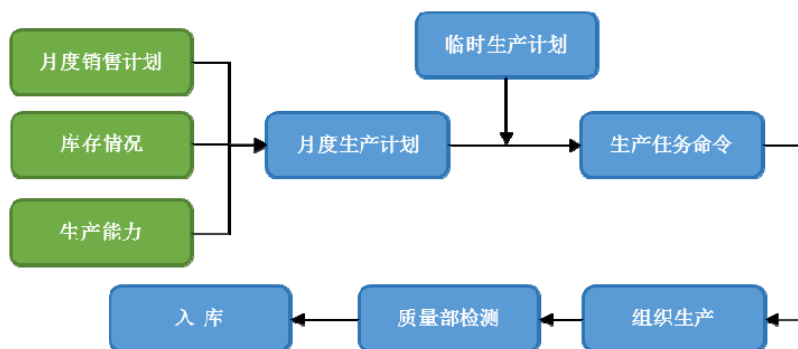 月度销售计划
库存情况
生产能力
月度生产计划
临时生产计划
生产任务命令
组织生产
质量部检测
入 库